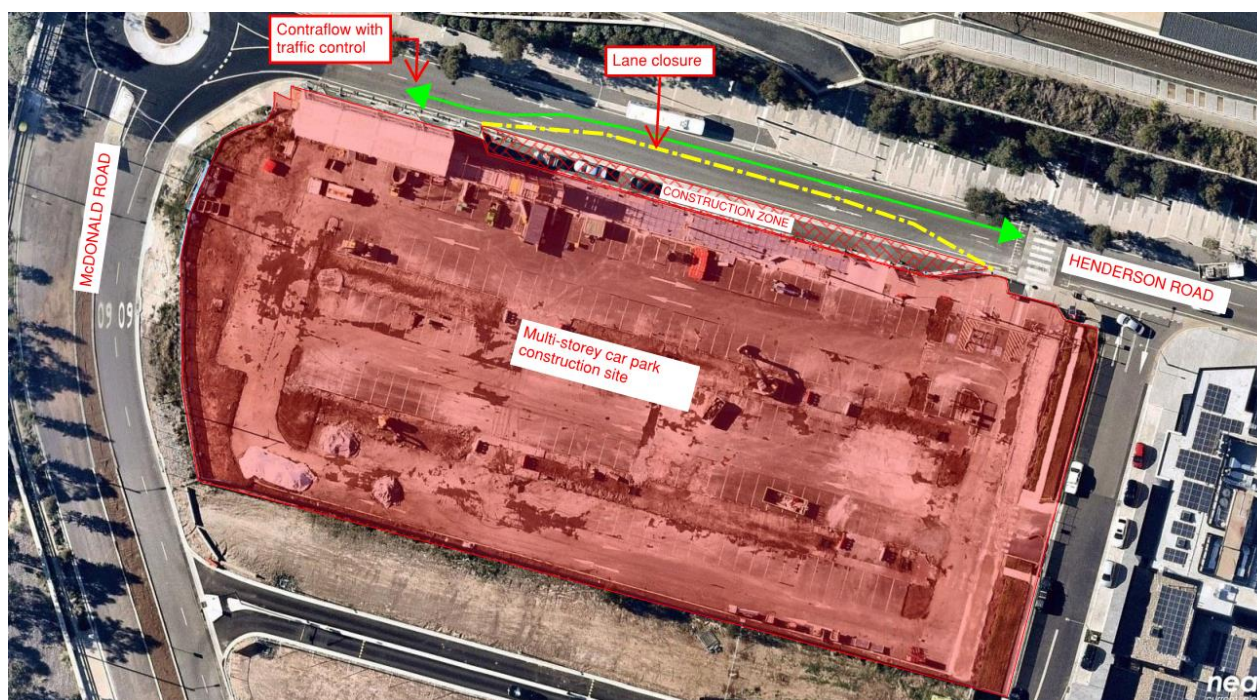 Contraflow with
traffic control
Lane closure
McDONALD ROAD
CONSTRUCTION ZONE
HENDERSON ROAD
Multi-storey car park
construction site
60 60